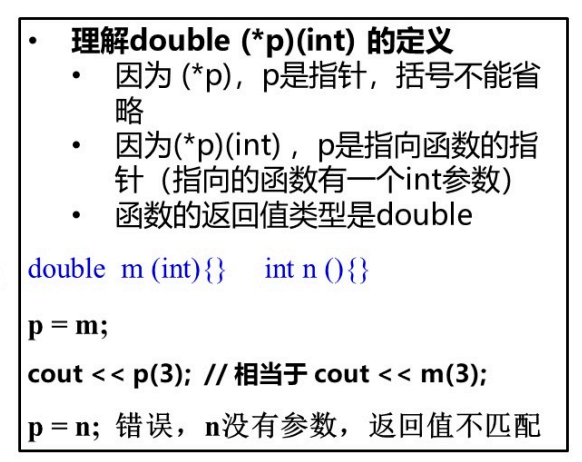 • 理解double (*p)(int) 的定义
• 因为 (*p)，p是指针，括号不能省
略
• 因为(*p)(int) ，p是指向函数的指
针（指向的函数有一个int参数）
• 函数的返回值类型是double
double m (int){} int n (){}
p = m;
cout << p(3); // 相当于 cout << m(3);
p = n; 错误，n没有参数，返回值不匹配